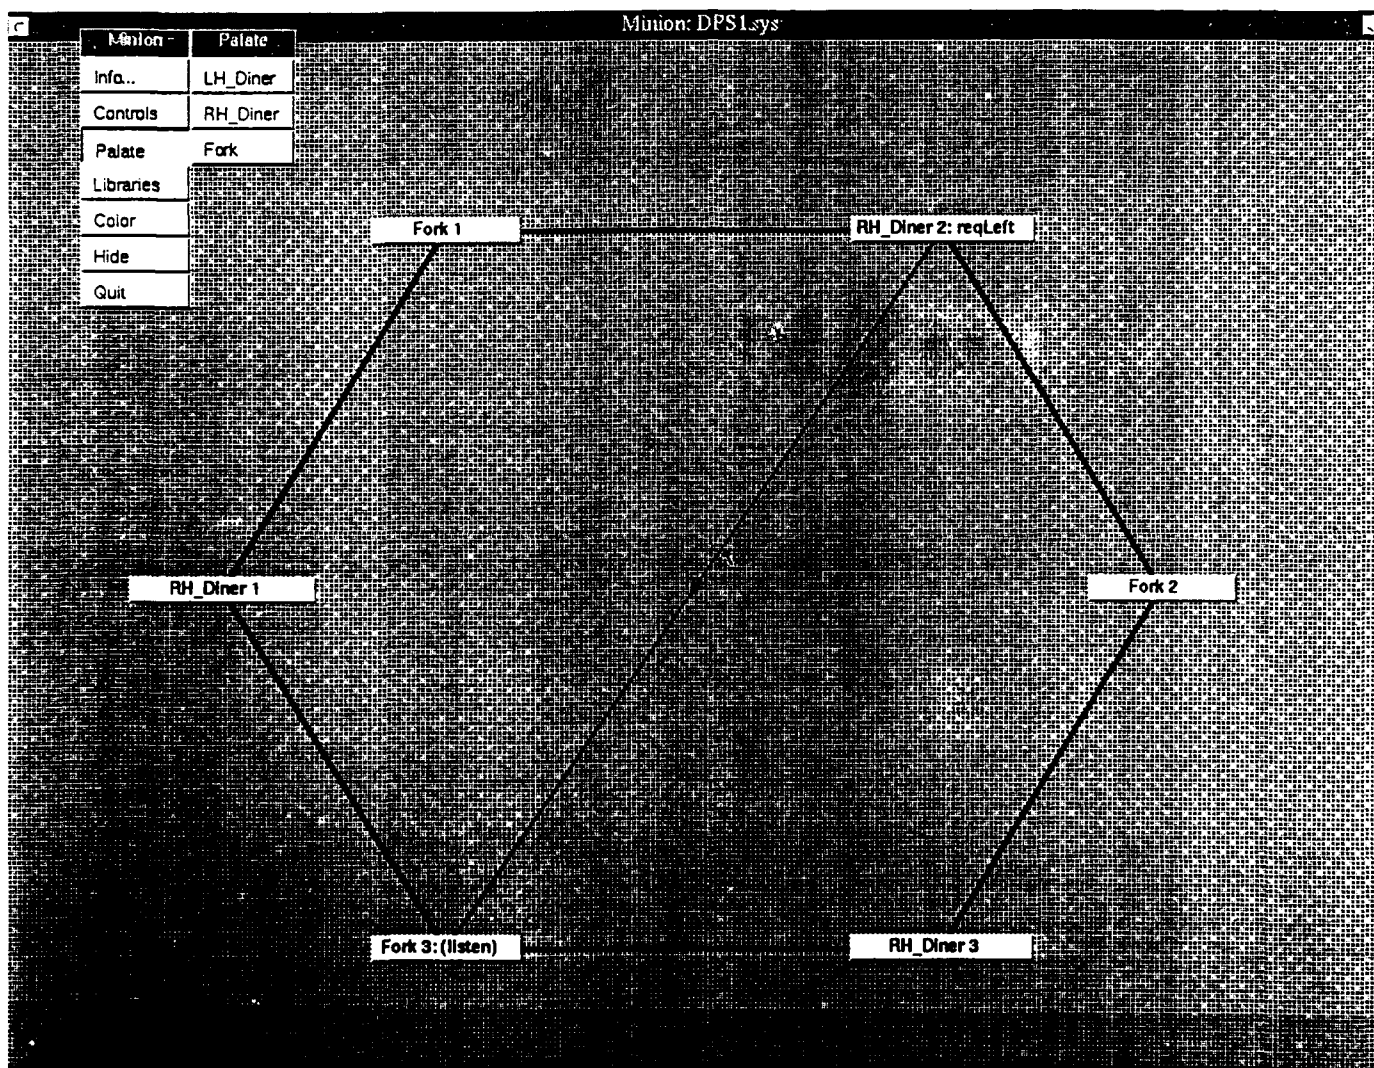 Minion: DPS1.sys
Minion Palate
Info... LH_Diner
Controls RH_Diner
Palate Fork
Libraries
Color
Hide
Quit
Fork 1
RH_Diner 2: reqLeft
RH_Diner 1
Fork 2
Fork 3: (listen)
RH_Diner 3